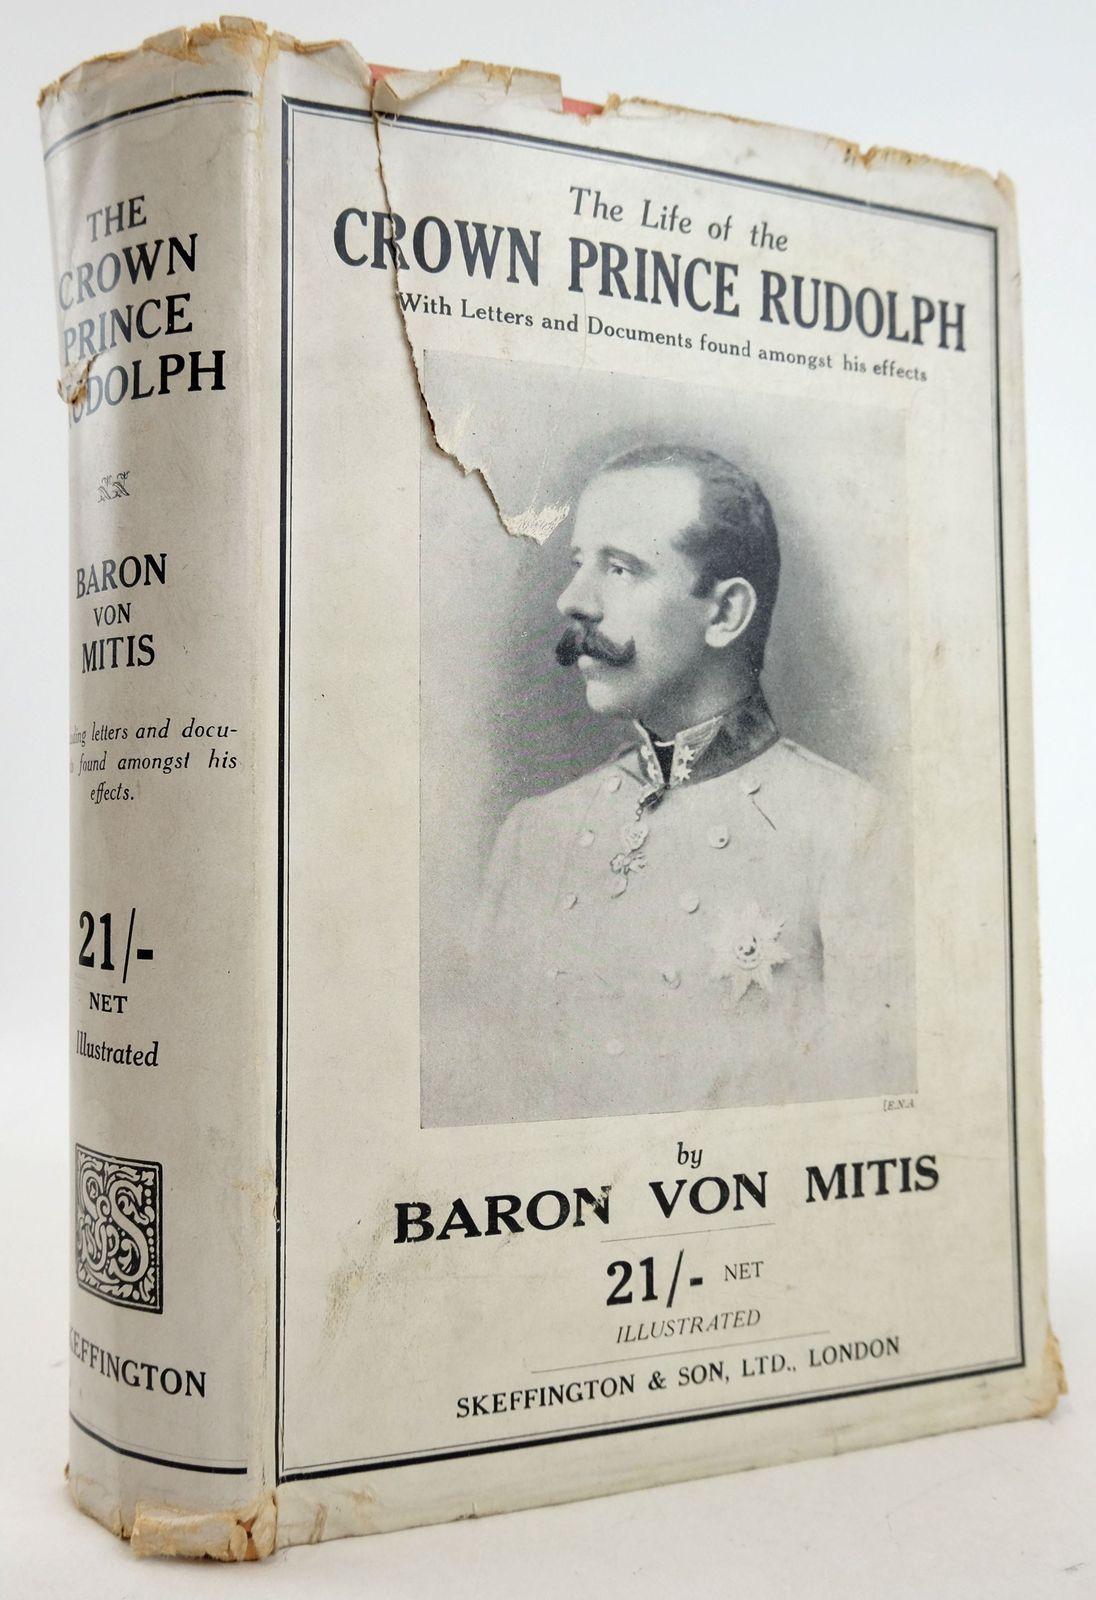 THE
CROWN
PRINCE
RUDOLPH
BARON
VON
MITIS
letters and docu-
found amongst his
effects.
21/-
NET
Illustrated
S&S
SKEFFINGTON
The Life of the
CROWN PRINCE RUDOLPH
With Letters and Documents found amongst his effects
[E.N.A.
by
BARON VON MITIS
21/- NET
ILLUSTRATED
SKEFFINGTON & SON, LTD., LONDON